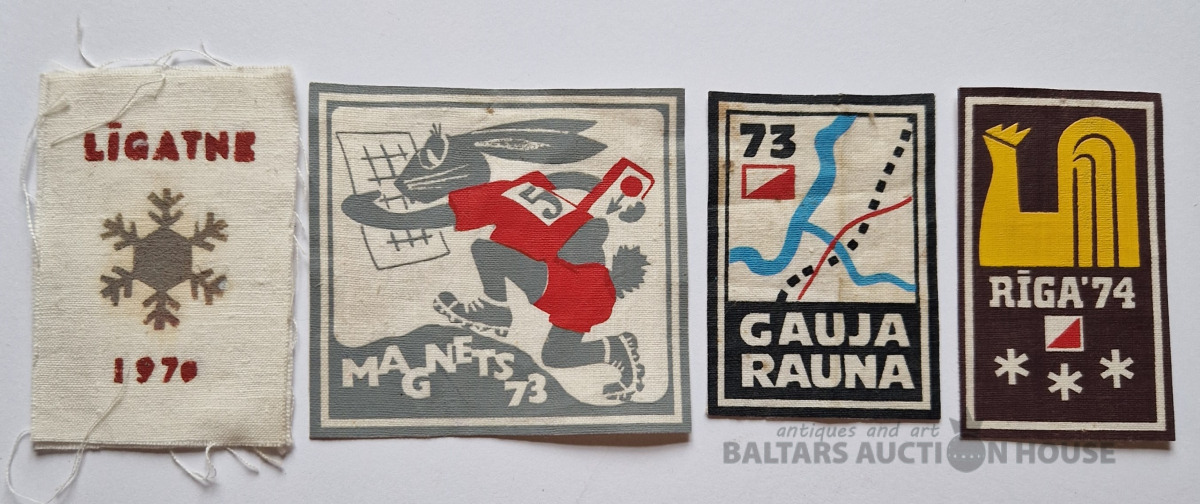 LĪGATNE
1970
5
MAGNETS
73
73
GAUJA
RAUNA
RĪGA'74
antiques and art
BALTARS AUCTION HOUSE